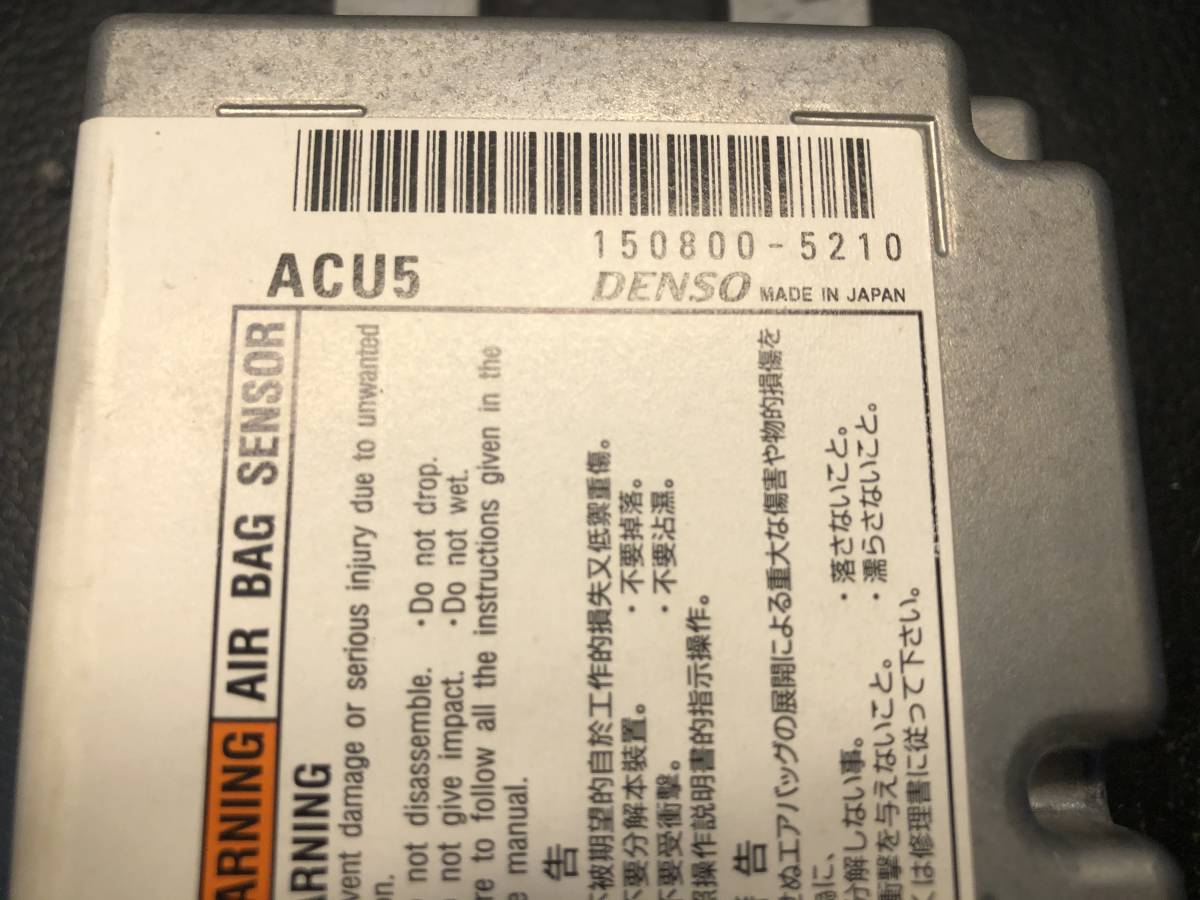 150800-5210
ACU5
DENSO MADE IN JAPAN
ARNING AIR BAG SENSOR
ARNING
vent damage or serious injury due to unwanted
on.
not disassemble. ・Do not drop.
not give impact. ・Do not wet.
re to follow all the instructions given in the
e manual.
告
被期望的自於工作的損失又低禦重傷。
不要分解本裝置。 ・不要掉落。
不要受衝擊。 ・不要沾濕。
照操作説明書的指示操作。
告
せぬエアバッグの展開による重大な傷害や物的損傷を
に、
分解しない事。 ・落さないこと。
衝撃を与えないこと。 ・濡らさないこと。
くは修理書に従って下さい。